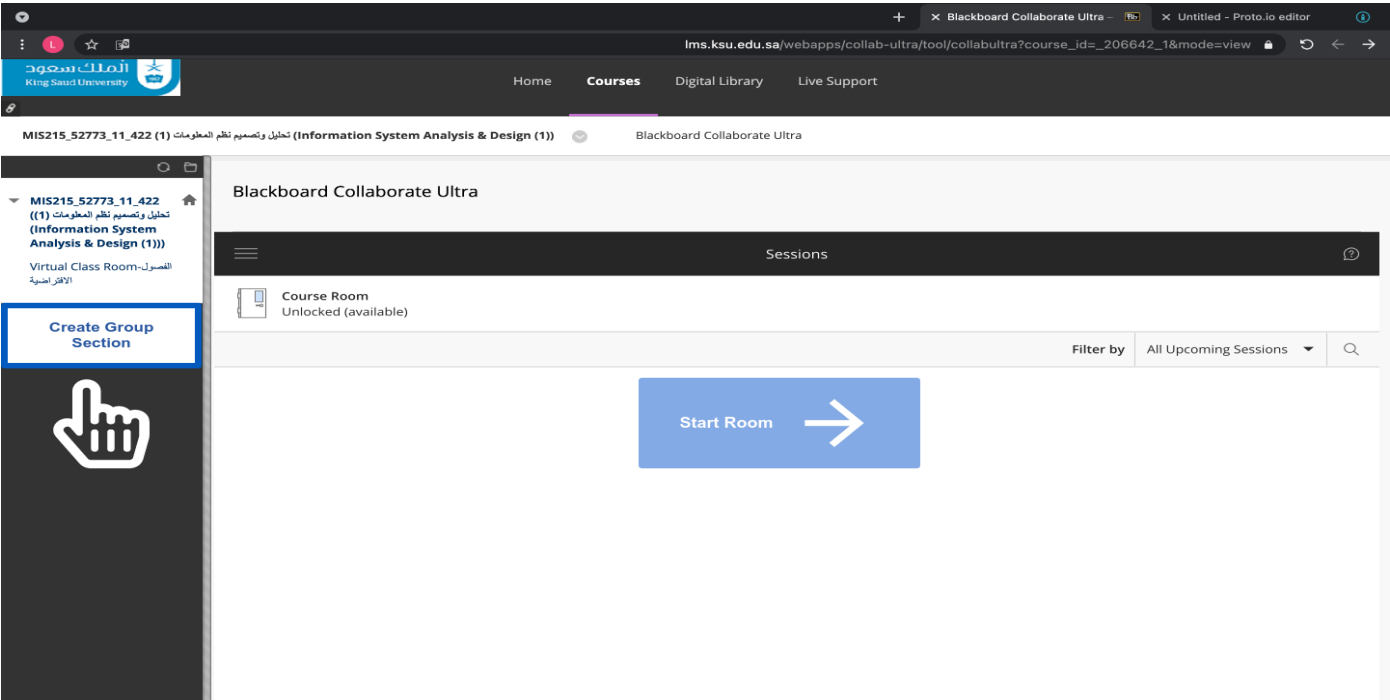 Blackboard Collaborate Ultra –
Untitled - Proto.io editor
L
lms.ksu.edu.sa/webapps/collab-ultra/tool/collabultra?course_id=_206642_1&mode=view
الملك سعود
King Saud University
Home
Courses
Digital Library
Live Support
MIS215_52773_11_422 تحليل وتصميم نظم المعلومات (1) (Information System Analysis & Design (1))
Blackboard Collaborate Ultra
MIS215_52773_11_422
تحليل وتصميم نظم المعلومات (1))
(Information System
Analysis & Design (1)))
Virtual Class Room-الفصول
الافتراضية
Create Group
Section
Blackboard Collaborate Ultra
Sessions
Course Room
Unlocked (available)
Filter by
All Upcoming Sessions
Start Room